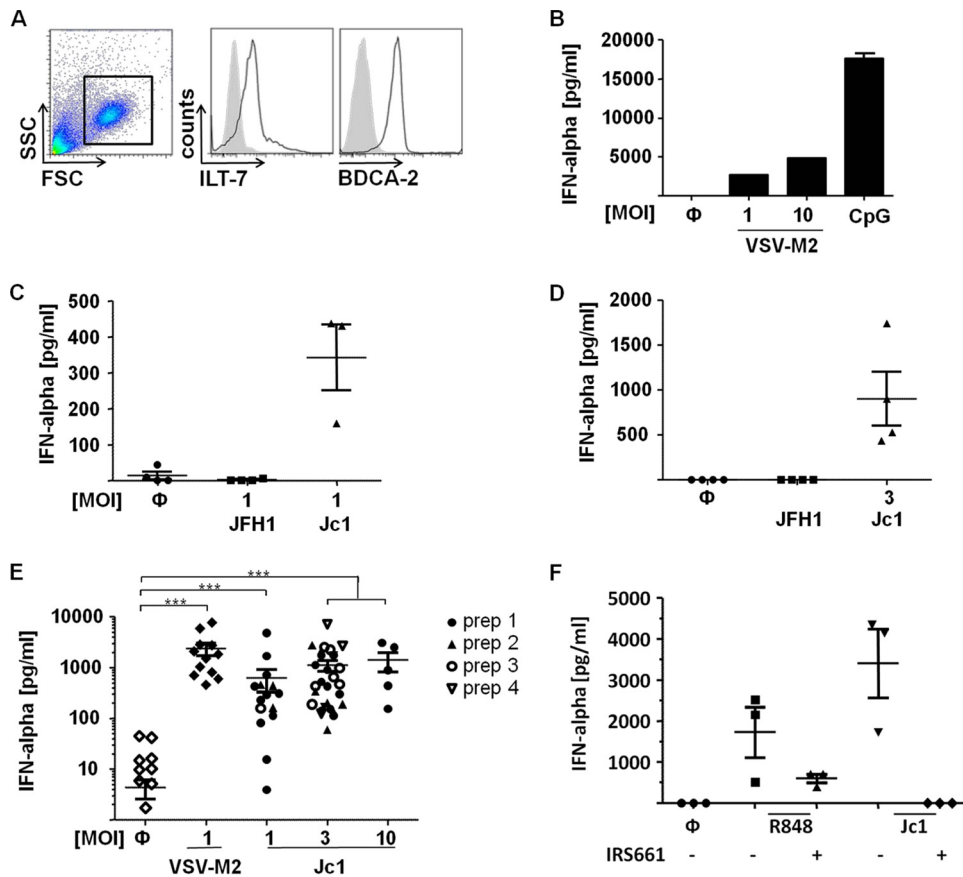 A
SSC
FSC
counts
ILT-7
BDCA-2
B
IFN-alpha [pg/ml]
20000
15000
10000
5000
[MOI]
Φ
1
10
CpG
VSV-M2
C
IFN-alpha [pg/ml]
500
400
300
200
100
[MOI]
Φ
1
1
JFH1
Jc1
D
IFN-alpha [pg/ml]
2000
1500
1000
500
Φ
3
JFH1
Jc1
E
***
***
***
IFN-alpha [pg/ml]
10000
1000
100
10
prep 1
prep 2
prep 3
prep 4
[MOI]
Φ
1
1
3
10
VSV-M2
Jc1
F
IFN-alpha [pg/ml]
5000
4000
3000
2000
1000
0
Φ
R848
Jc1
IRS661
- - + - +